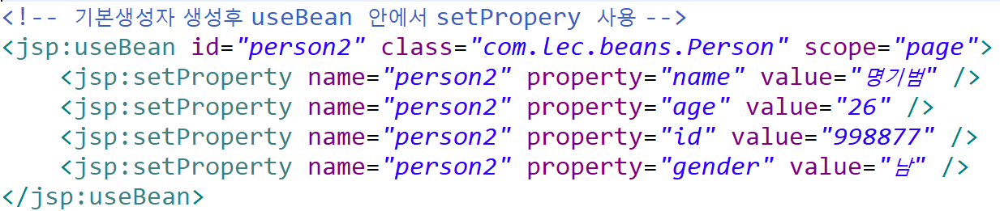 <!-- 기본생성자 생성후 useBean 안에서 setPropery 사용 -->
<jsp:useBean id="person2" class="com.lec.beans.Person" scope="page">
    <jsp:setProperty name="person2" property="name" value="명기범" />
    <jsp:setProperty name="person2" property="age" value="26" />
    <jsp:setProperty name="person2" property="id" value="998877" />
    <jsp:setProperty name="person2" property="gender" value="남" />
</jsp:useBean>